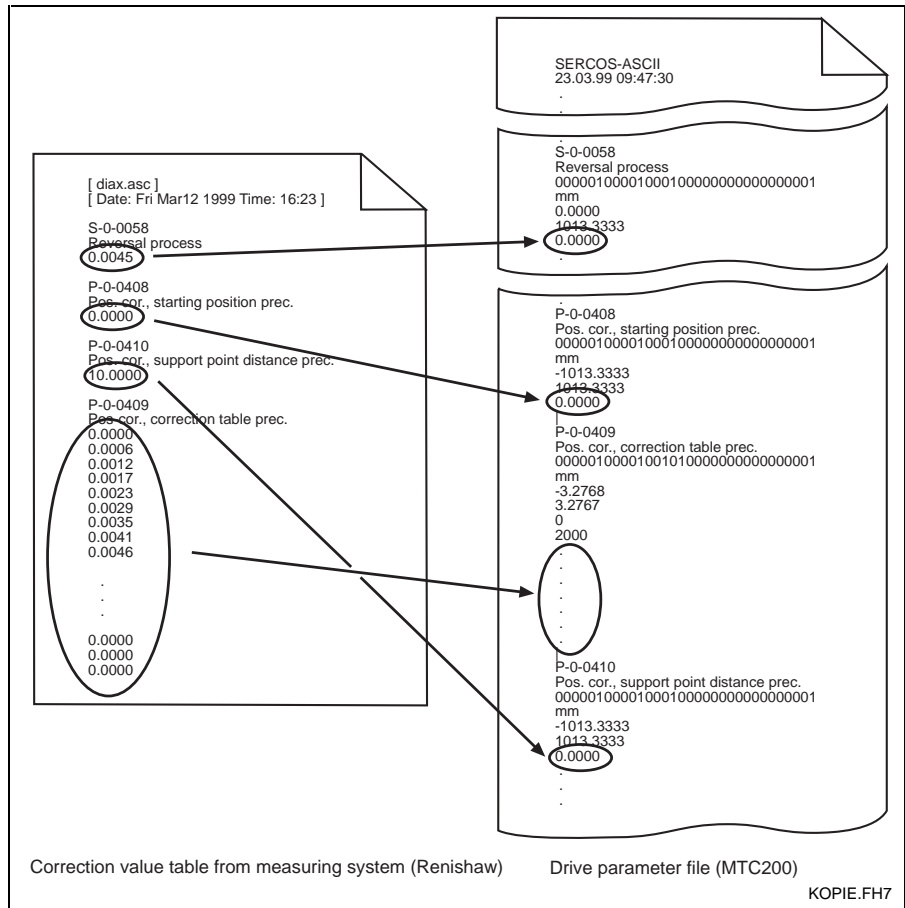 [ diax.asc ]
[ Date: Fri Mar12 1999 Time: 16:23 ]
S-0-0058
Reversal process
0.0045
P-0-0408
Pos. cor., starting position prec.
0.0000
P-0-0410
Pos. cor., support point distance prec.
10.0000
P-0-0409
Pos cor., correction table prec.
0.0000
0.0006
0.0012
0.0017
0.0023
0.0029
0.0035
0.0041
0.0046
.
.
.
0.0000
0.0000
0.0000
SERCOS-ASCII
23.03.99 09:47:30
.
.
S-0-0058
Reversal process
00000100001000100000000000000001
mm
0.0000
1013.3333
0.0000
.
.
P-0-0408
Pos. cor., starting position prec.
00000100001000100000000000000001
mm
-1013.3333
1013.3333
0.0000
|
P-0-0409
Pos. cor., correction table prec.
00000100001001010000000000000001
mm
-3.2768
3.2767
0
2000
.
.
.
.
.
.
.
|
P-0-0410
Pos. cor., support point distance prec.
00000100001000100000000000000001
mm
-1013.3333
1013.3333
0.0000
.
.
.
Correction value table from measuring system (Renishaw)
Drive parameter file (MTC200)
KOPIE.FH7